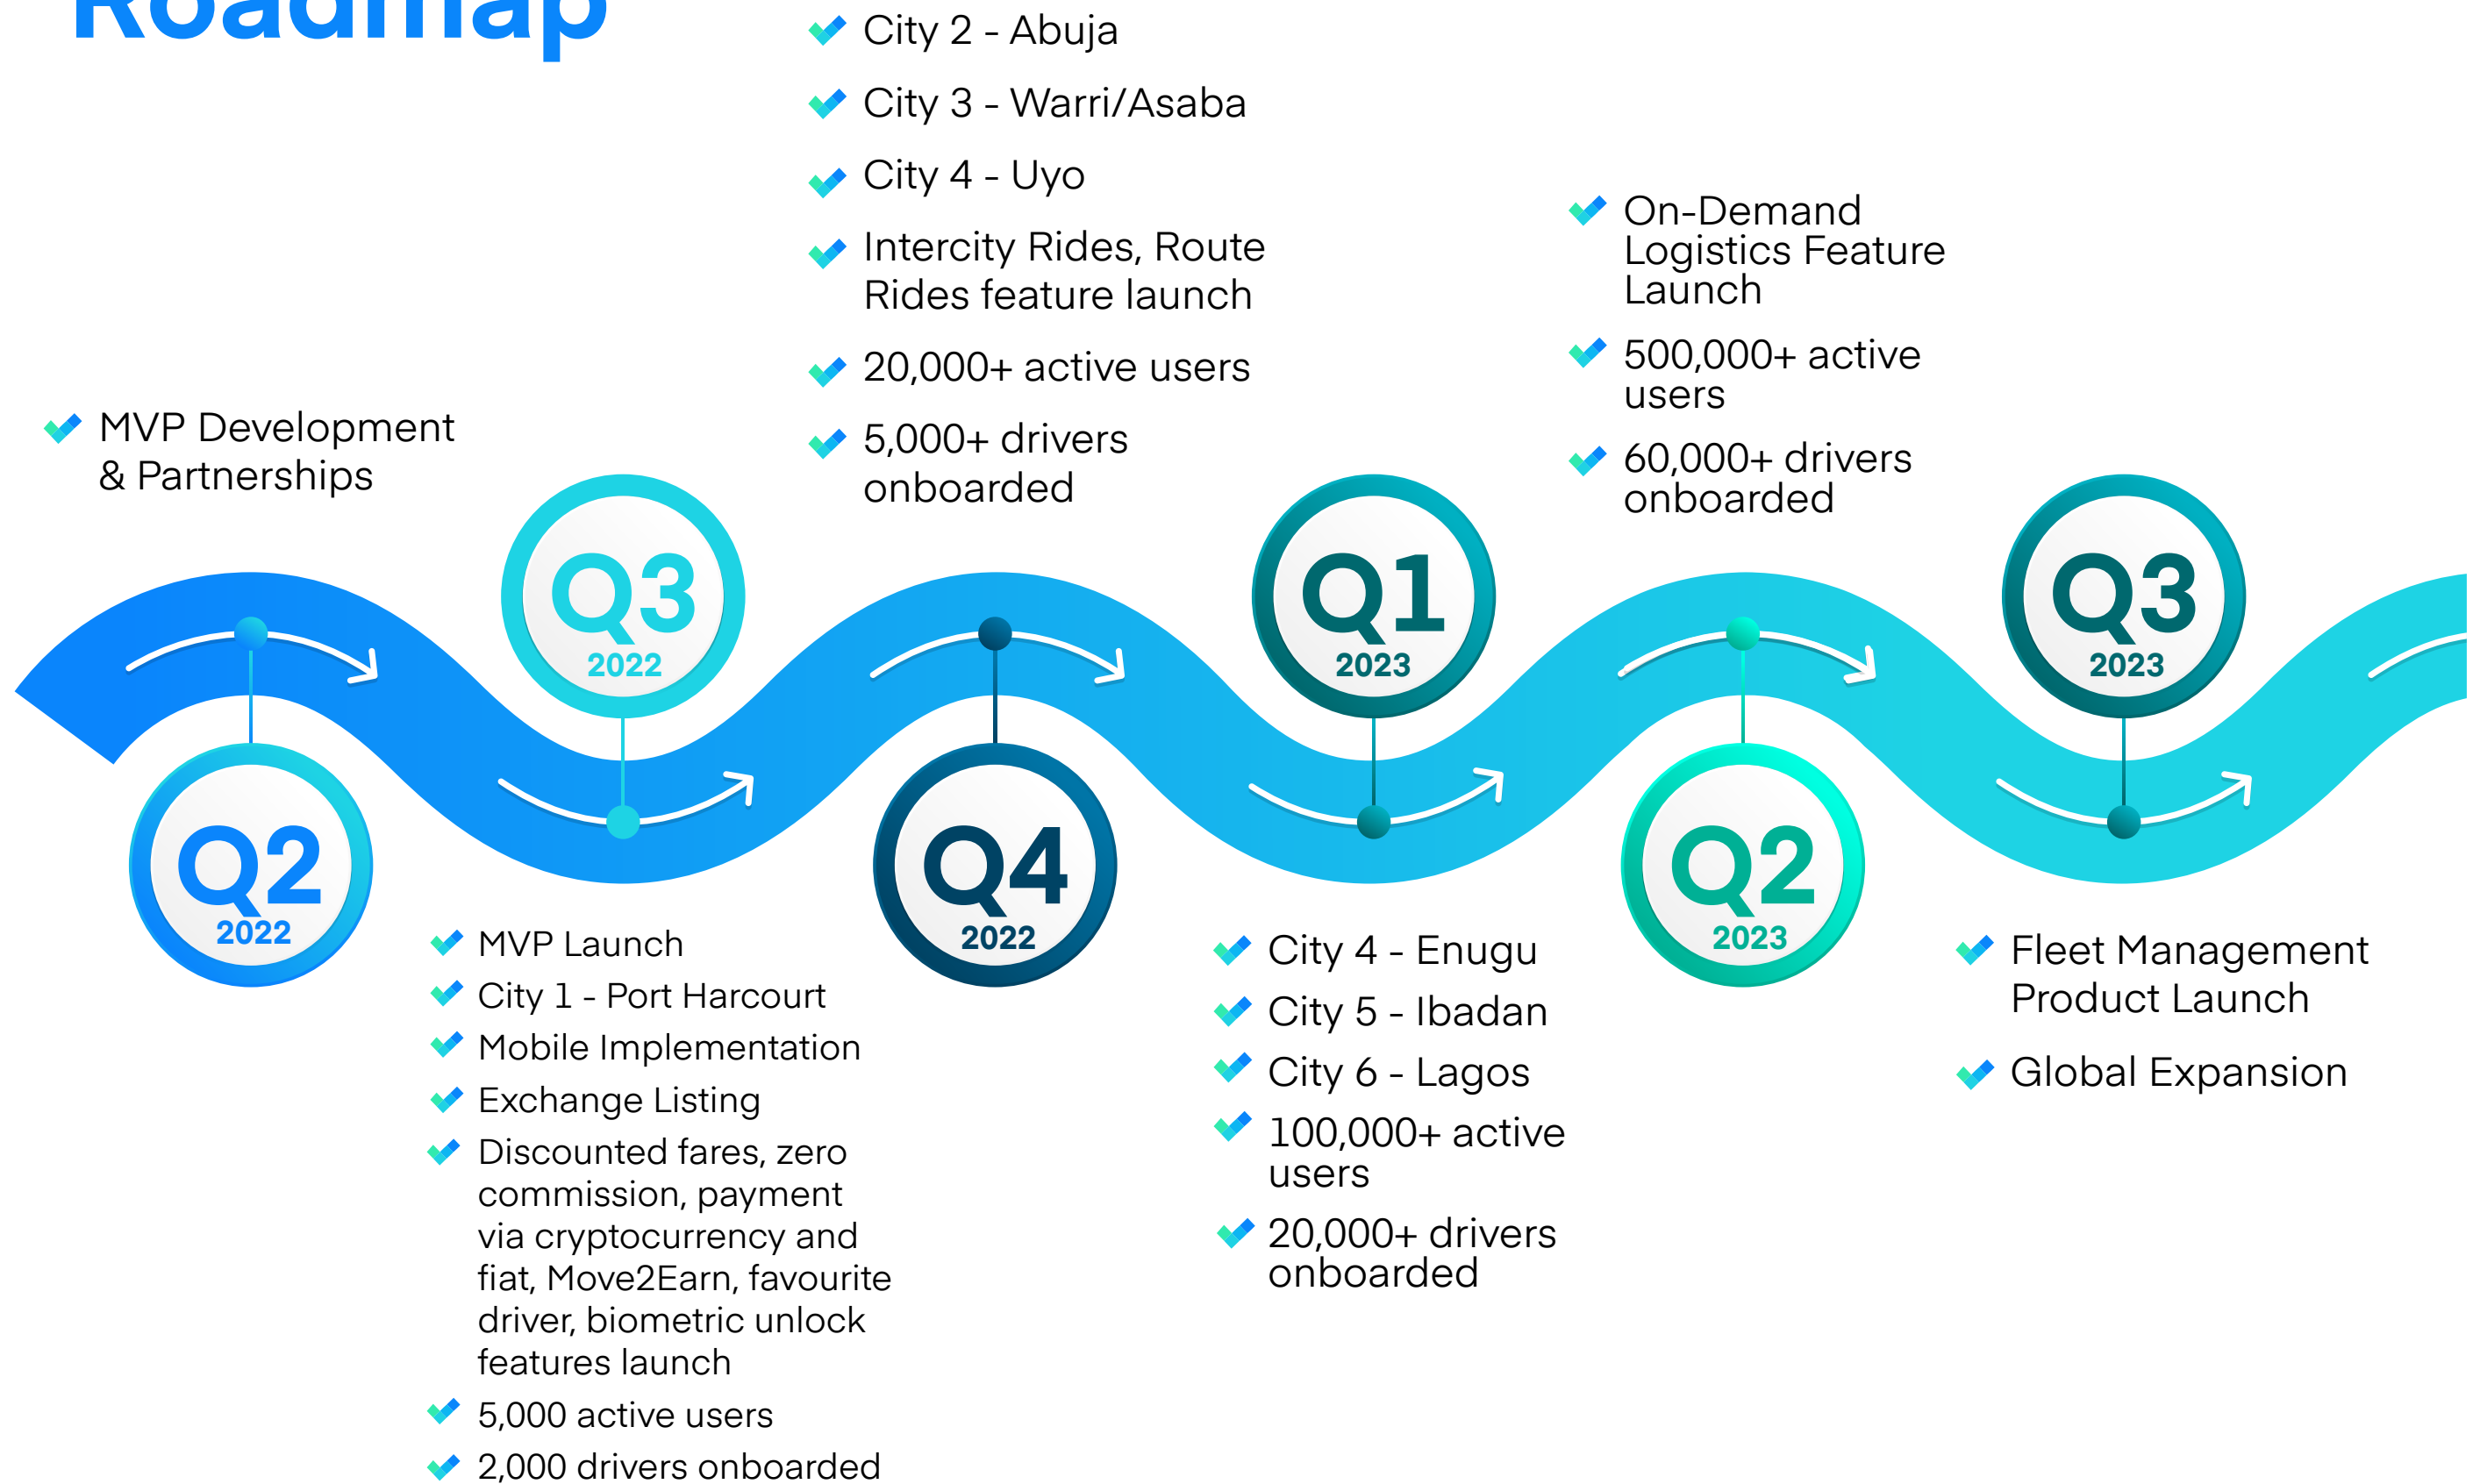 Roadmap
MVP Development
& Partnerships
Q2
2022
Q3
2022
MVP Launch
City 1 - Port Harcourt
Mobile Implementation
Exchange Listing
Discounted fares, zero
commission, payment
via cryptocurrency and
fiat, Move2Earn, favourite
driver, biometric unlock
features launch
5,000 active users
2,000 drivers onboarded
City 2 - Abuja
City 3 - Warri/Asaba
City 4 - Uyo
Intercity Rides, Route
Rides feature launch
20,000+ active users
5,000+ drivers
onboarded
Q4
2022
Q1
2023
City 4 - Enugu
City 5 - Ibadan
City 6 - Lagos
100,000+ active
users
20,000+ drivers
onboarded
On-Demand
Logistics Feature
Launch
500,000+ active
users
60,000+ drivers
onboarded
Q2
2023
Q3
2023
Fleet Management
Product Launch
Global Expansion